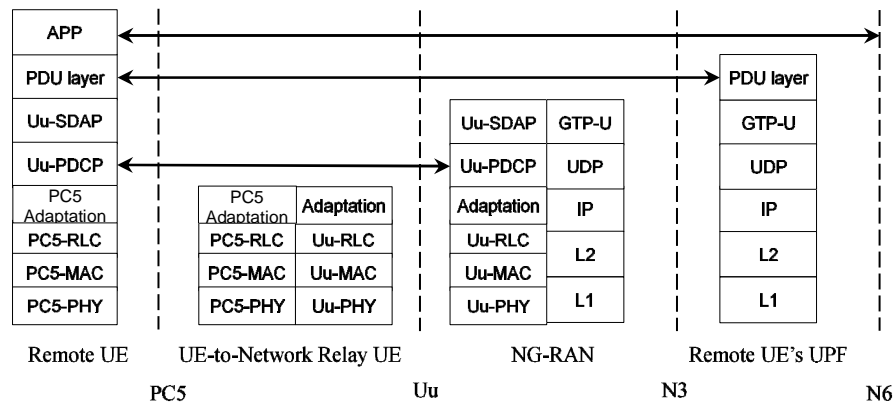 APP
PDU layer
Uu-SDAP
Uu-PDCP
PC5
Adaptation
PC5-RLC
PC5-MAC
PC5-PHY
PC5
Adaptation
PC5-RLC
PC5-MAC
PC5-PHY
Adaptation
Uu-RLC
Uu-MAC
Uu-PHY
Uu-SDAP
Uu-PDCP
Adaptation
Uu-RLC
Uu-MAC
Uu-PHY
GTP-U
UDP
IP
L2
L1
PDU layer
GTP-U
UDP
IP
L2
L1
Remote UE
UE-to-Network Relay UE
NG-RAN
Remote UE's UPF
PC5
Uu
N3
N6